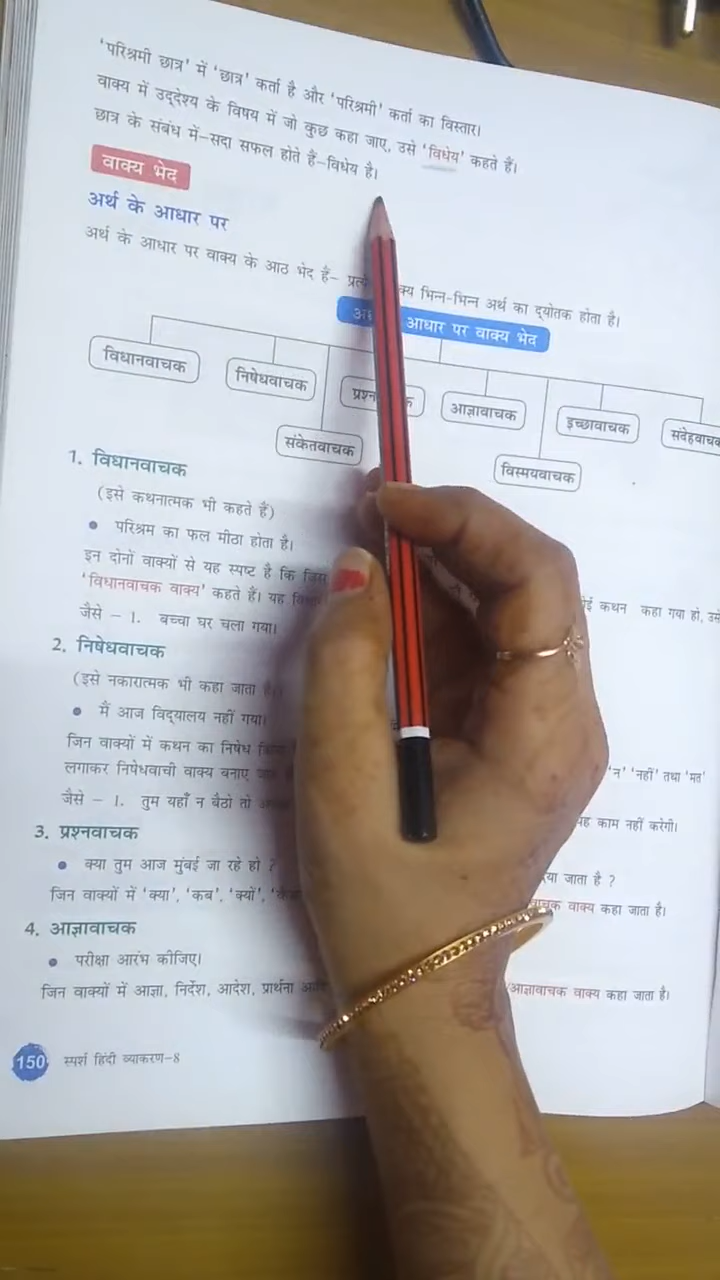 'परिश्रमी छात्र' में 'छात्र' कर्ता है और 'परिश्रमी' कर्ता का विस्तार।
वाक्य में उद्देश्य के विषय में जो कुछ कहा जाए, उसे 'विधेय' कहते हैं।
छात्र के संबंध में–सदा सफल होते हैं–विधेय है।
वाक्य भेद
अर्थ के आधार पर
अर्थ के आधार पर वाक्य के आठ भेद हैं– क्य भिन्न-भिन्न अर्थ का द्योतक होता है।
आधार पर वाक्य भेद
विधानवाचक
निषेधवाचक
आज्ञावाचक
इच्छावाचक
संकेतवाचक
विस्मयवाचक
1. विधानवाचक
(इसे कथनात्मक भी कहते हैं)
• परिश्रम का फल मीठा होता है।
इन दोनों वाक्यों से यह स्पष्ट है कि कथन कहा गया हो,
'विधानवाचक वाक्य' कहते हैं। यह
जैसे – 1. बच्चा घर चला गया।
2. निषेधवाचक
(इसे नकारात्मक भी कहा जाता
• मैं आज विद्यालय नहीं गया।
जिन वाक्यों में कथन का निषेध 'न' 'नहीं' तथा 'मत'
लगाकर निषेधवाची वाक्य बनाए
जैसे – 1. तुम यहाँ न बैठो तो काम नहीं करेगी।
3. प्रश्नवाचक
• क्या तुम आज मुंबई जा रहे हो ? जाता है ?
जिन वाक्यों में 'क्या', 'कब', 'क्यों', वाक्य कहा जाता है।
4. आज्ञावाचक
• परीक्षा आरंभ कीजिए।
जिन वाक्यों में आज्ञा, निर्देश, आदेश, प्रार्थना आज्ञावाचक वाक्य कहा जाता है।
150 स्पर्श हिंदी व्याकरण–8